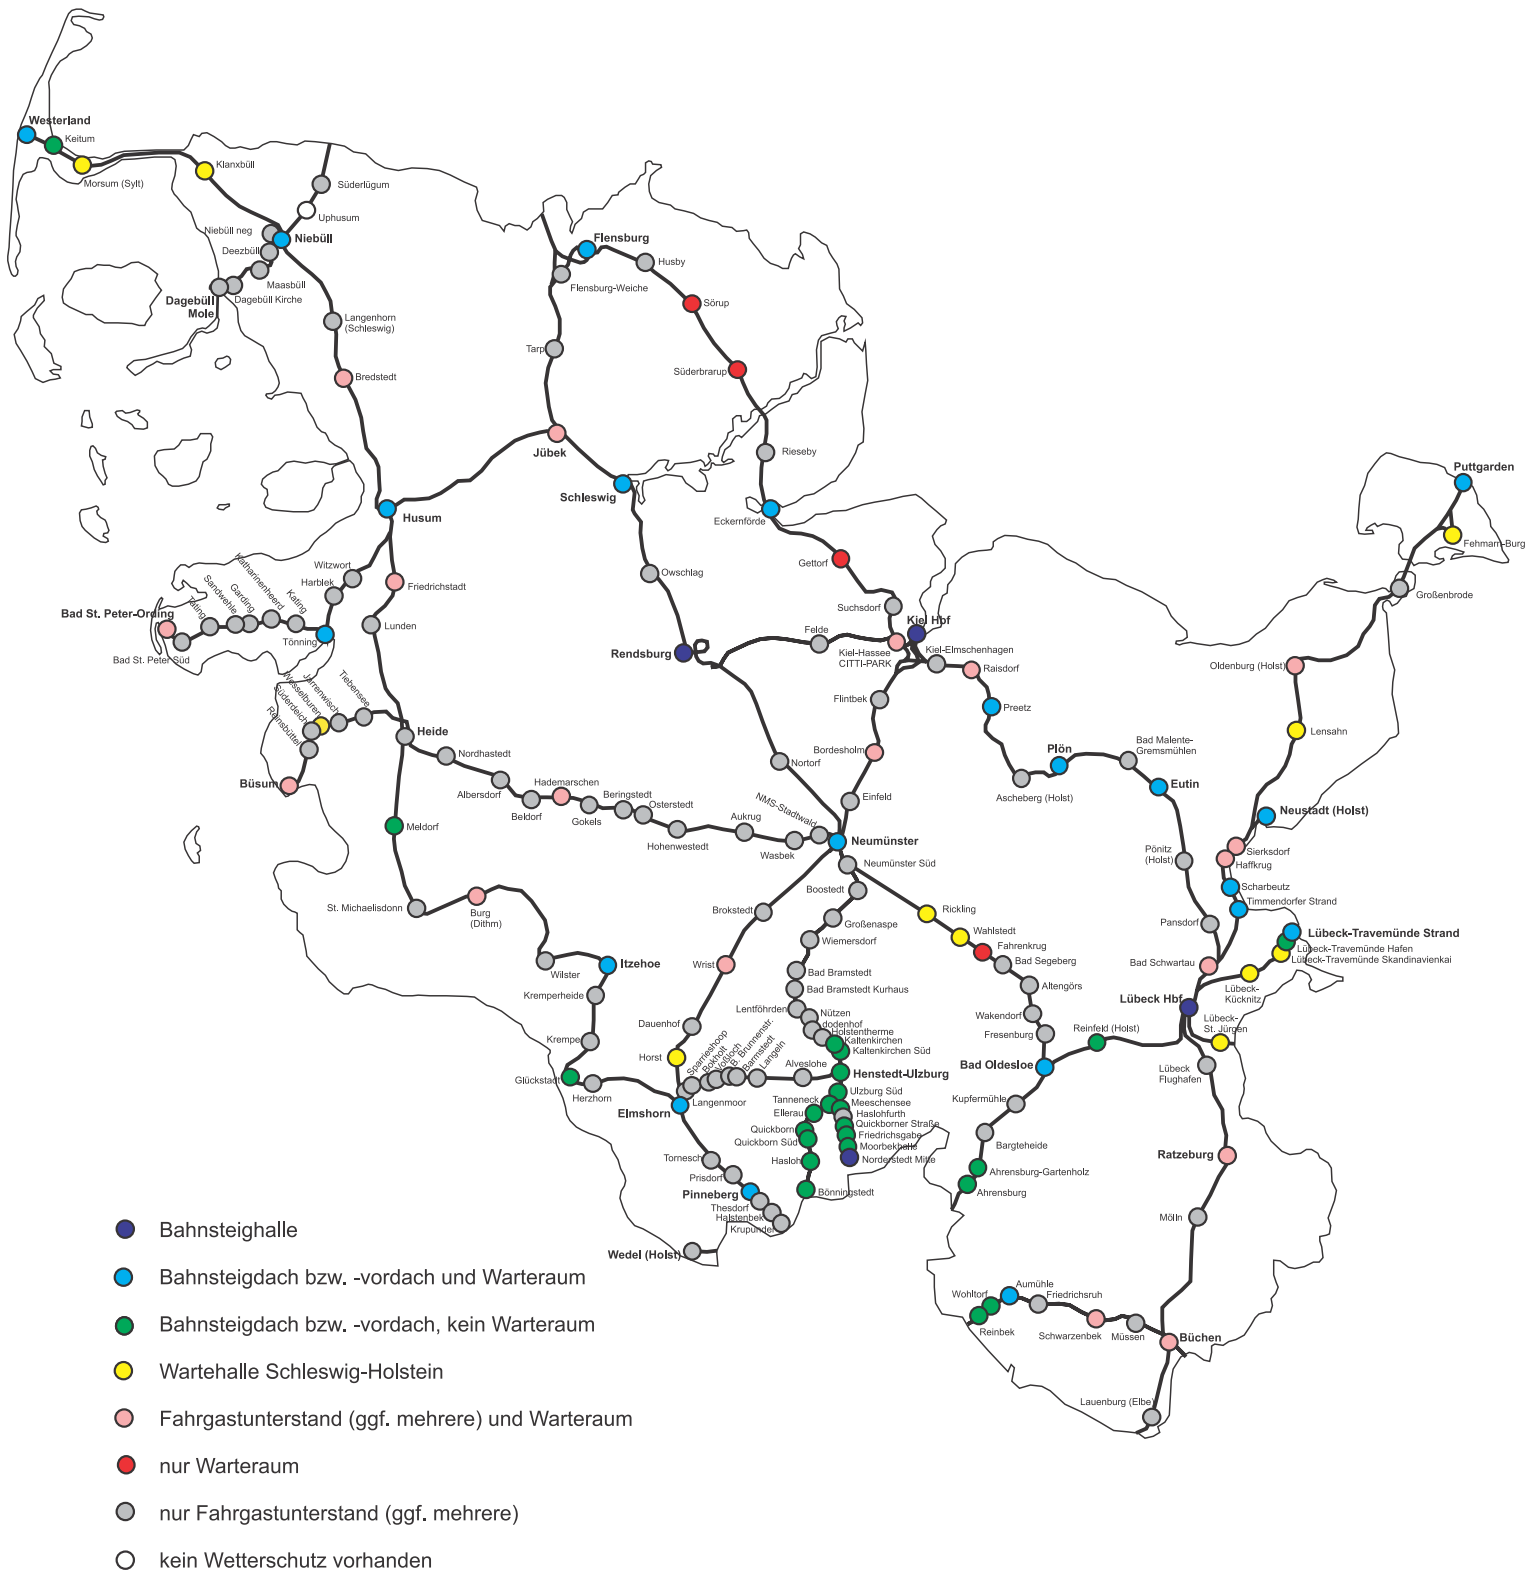 Westerland
Keitum
Morsum (Sylt)
Klanxbüll
Süderlügum
Uphusum
Niebüll neg
Niebüll
Deezbüll
Maasbüll
Dagebüll Kirche
Dagebüll
Mole
Langenhorn
(Schleswig)
Bredstedt
Flensburg
Husby
Flensburg-Weiche
Sörup
Tarp
Süderbrarup
Jübek
Rieseby
Schleswig
Eckernförde
Husum
Puttgarden
Fehmarn-Burg
Großenbrode
Gettorf
Owschlag
Witzwort
Harblek
Friedrichstadt
Katharinenheerd
Sandwehle
Garding
Kating
Tating
Bad St. Peter-Ording
Bad St. Peter Süd
Tönning
Lunden
Suchsdorf
Kiel Hbf
Felde
Kiel-Hassee
CITTI-PARK
Kiel-Elmschenhagen
Raisdorf
Rendsburg
Oldenburg (Holst)
Flintbek
Preetz
Tiebensee
Jarrenwisch
Wesselburen
Süderdeich
Reinsbüttel
Heide
Büsum
Nordhastedt
Albersdorf
Beldorf
Hademarschen
Gokels
Beringstedt
Osterstedt
Hohenwestedt
Aukrug
Wasbek
NMS-Stadtwald
Nortorf
Bordesholm
Einfeld
Lensahn
Plön
Bad Malente-
Gremsmühlen
Ascheberg (Holst)
Eutin
Neustadt (Holst)
Meldorf
Neumünster
Neumünster Süd
Sierksdorf
Haffkrug
Pönitz
(Holst)
Scharbeutz
Timmendorfer Strand
Boostedt
Großenaspe
Wiemersdorf
Rickling
Wahlstedt
Fahrenkrug
Bad Segeberg
Altengörs
Wakendorf
Fresenburg
St. Michaelisdonn
Burg
(Dithm)
Brokstedt
Pansdorf
Lübeck-Travemünde Strand
Lübeck-Travemünde Hafen
Lübeck-Travemünde Skandinavienkai
Bad Schwartau
Lübeck-
Kücknitz
Wilster
Itzehoe
Wrist
Bad Bramstedt
Bad Bramstedt Kurhaus
Kremperheide
Lentföhrden
Nützen
dodenhof
Holstentherme
Kaltenkirchen
Kaltenkirchen Süd
Lübeck Hbf
Lübeck-
St. Jürgen
Reinfeld (Holst)
Dauenhof
Krempe
Horst
Sparrieshoop
Bokholt
Voßloch
B. Brunnenstr.
Barmstedt
Langeln
Alveslohe
Henstedt-Ulzburg
Bad Oldesloe
Lübeck
Flughafen
Glückstadt
Herzhorn
Elmshorn
Langenmoor
Ulzburg Süd
Tanneneck
Meeschensee
Ellerau
Haslohfurth
Quickborner Straße
Quickborn
Friedrichsgabe
Quickborn Süd
Moorbekhalle
Hasloh
Norderstedt Mitte
Bönningstedt
Kupfermühle
Bargteheide
Ahrensburg-Gartenholz
Ahrensburg
Ratzeburg
Tornesch
Prisdorf
Pinneberg
Thesdorf
Halstenbek
Krupunder
Mölln
Wedel (Holst)
Wohltorf
Aumühle
Friedrichsruh
Reinbek
Schwarzenbek
Müssen
Büchen
Lauenburg (Elbe)
Bahnsteighalle
Bahnsteigdach bzw. -vordach und Warteraum
Bahnsteigdach bzw. -vordach, kein Warteraum
Wartehalle Schleswig-Holstein
Fahrgastunterstand (ggf. mehrere) und Warteraum
nur Warteraum
nur Fahrgastunterstand (ggf. mehrere)
kein Wetterschutz vorhanden